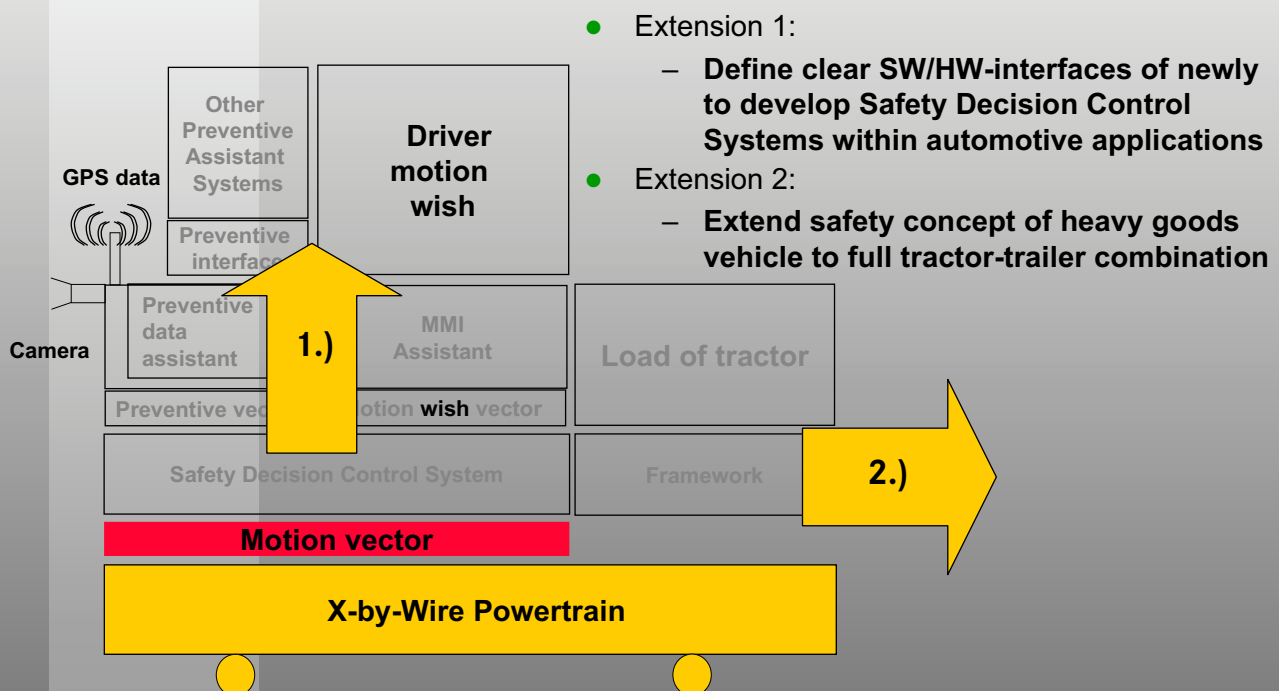 Extension 1:
– Define clear SW/HW-interfaces of newly
to develop Safety Decision Control
Systems within automotive applications
Extension 2:
– Extend safety concept of heavy goods
vehicle to full tractor-trailer combination
Other
Preventive
Assistant
Systems
Driver
motion
wish
GPS data
Preventive
interface
Preventive
data
assistant
1.)
MMI
Assistant
Load of tractor
Camera
Preventive vec
otion wish vector
Safety Decision Control System
Framework
2.)
Motion vector
X-by-Wire Powertrain